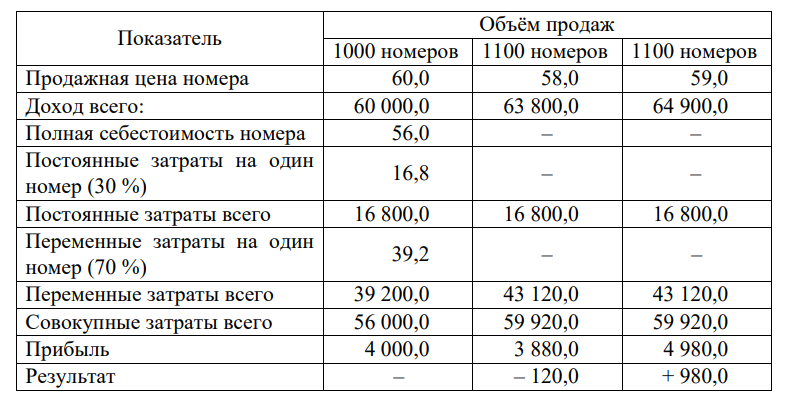 Показатель
Объём продаж
1000 номеров 1100 номеров 1100 номеров
Продажная цена номера 60,0 58,0 59,0
Доход всего: 60 000,0 63 800,0 64 900,0
Полная себестоимость номера 56,0 – –
Постоянные затраты на один
номер (30 %) 16,8 – –
Постоянные затраты всего 16 800,0 16 800,0 16 800,0
Переменные затраты на один
номер (70 %) 39,2 – –
Переменные затраты всего 39 200,0 43 120,0 43 120,0
Совокупные затраты всего 56 000,0 59 920,0 59 920,0
Прибыль 4 000,0 3 880,0 4 980,0
Результат – – 120,0 + 980,0